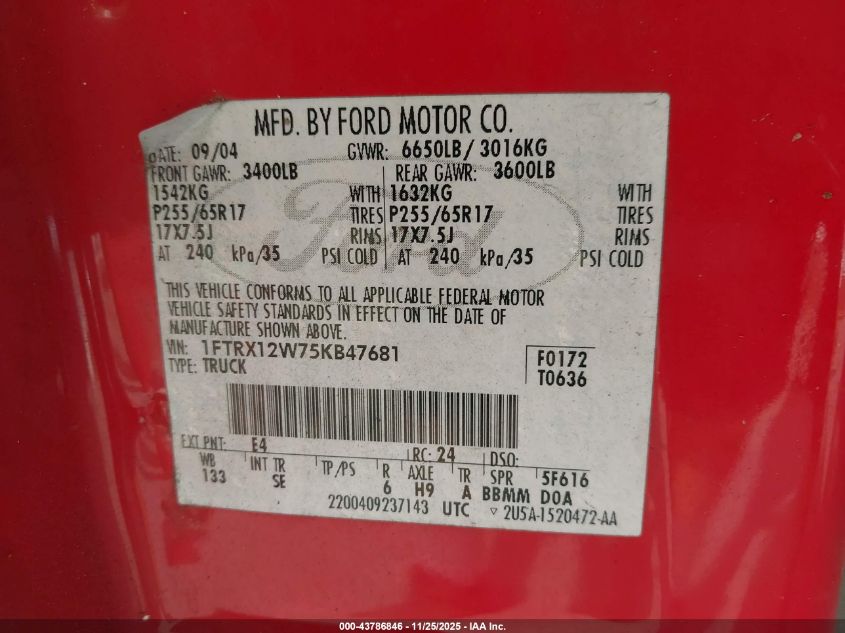 MFD. BY FORD MOTOR CO.
DATE: 09/04 GVWR: 6650LB/ 3016KG
FRONT GAWR: 3400LB REAR GAWR: 3600LB
1542KG WITH 1632KG WITH
P255/65R17 TIRES P255/65R17 TIRES
17X7.5J RIMS 17X7.5J RIMS
AT 240 kPa/35 PSI COLD AT 240 kPa/35 PSI COLD
Ford
THIS VEHICLE CONFORMS TO ALL APPLICABLE FEDERAL MOTOR
VEHICLE SAFETY STANDARDS IN EFFECT ON THE DATE OF
MANUFACTURE SHOWN ABOVE.
VIN: 1FTRX12W75KB47681 F0172
TYPE: TRUCK T0636
EXT PNT: E4 RC: 24 DSO:
WB INT TR TP/PS R AXLE TR SPR 5F616
133 SE 6 H9 A BBMM DOA
2200409237143 UTC ▽ 2U5A-1520472-AA
000-43786846 - 11/25/2025 - IAA Inc.